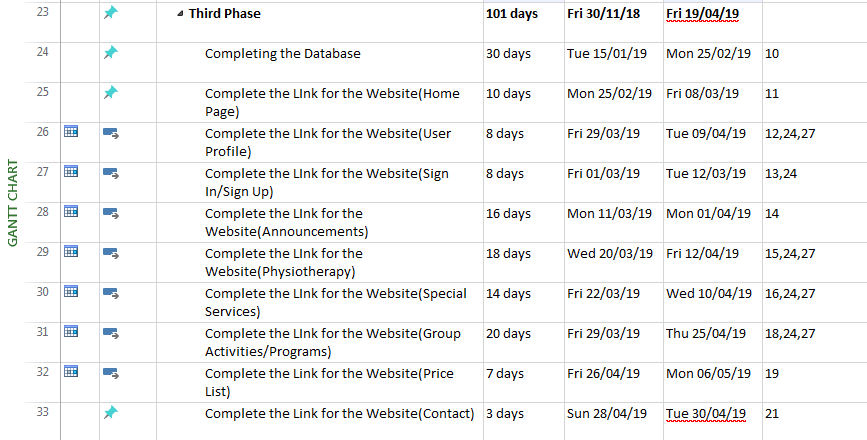 GANTT CHART
23 Third Phase 101 days Fri 30/11/18 Fri 19/04/19
24 Completing the Database 30 days Tue 15/01/19 Mon 25/02/19 10
25 Complete the LInk for the Website(Home 10 days Mon 25/02/19 Fri 08/03/19 11
Page)
26 Complete the LInk for the Website(User 8 days Fri 29/03/19 Tue 09/04/19 12,24,27
Profile)
27 Complete the LInk for the Website(Sign 8 days Fri 01/03/19 Tue 12/03/19 13,24
In/Sign Up)
28 Complete the LInk for the 16 days Mon 11/03/19 Mon 01/04/19 14
Website(Announcements)
29 Complete the LInk for the 18 days Wed 20/03/19 Fri 12/04/19 15,24,27
Website(Physiotherapy)
30 Complete the LInk for the Website(Special 14 days Fri 22/03/19 Wed 10/04/19 16,24,27
Services)
31 Complete the LInk for the Website(Group 20 days Fri 29/03/19 Thu 25/04/19 18,24,27
Activities/Programs)
32 Complete the LInk for the Website(Price 7 days Fri 26/04/19 Mon 06/05/19 19
List)
33 Complete the LInk for the Website(Contact) 3 days Sun 28/04/19 Tue 30/04/19 21